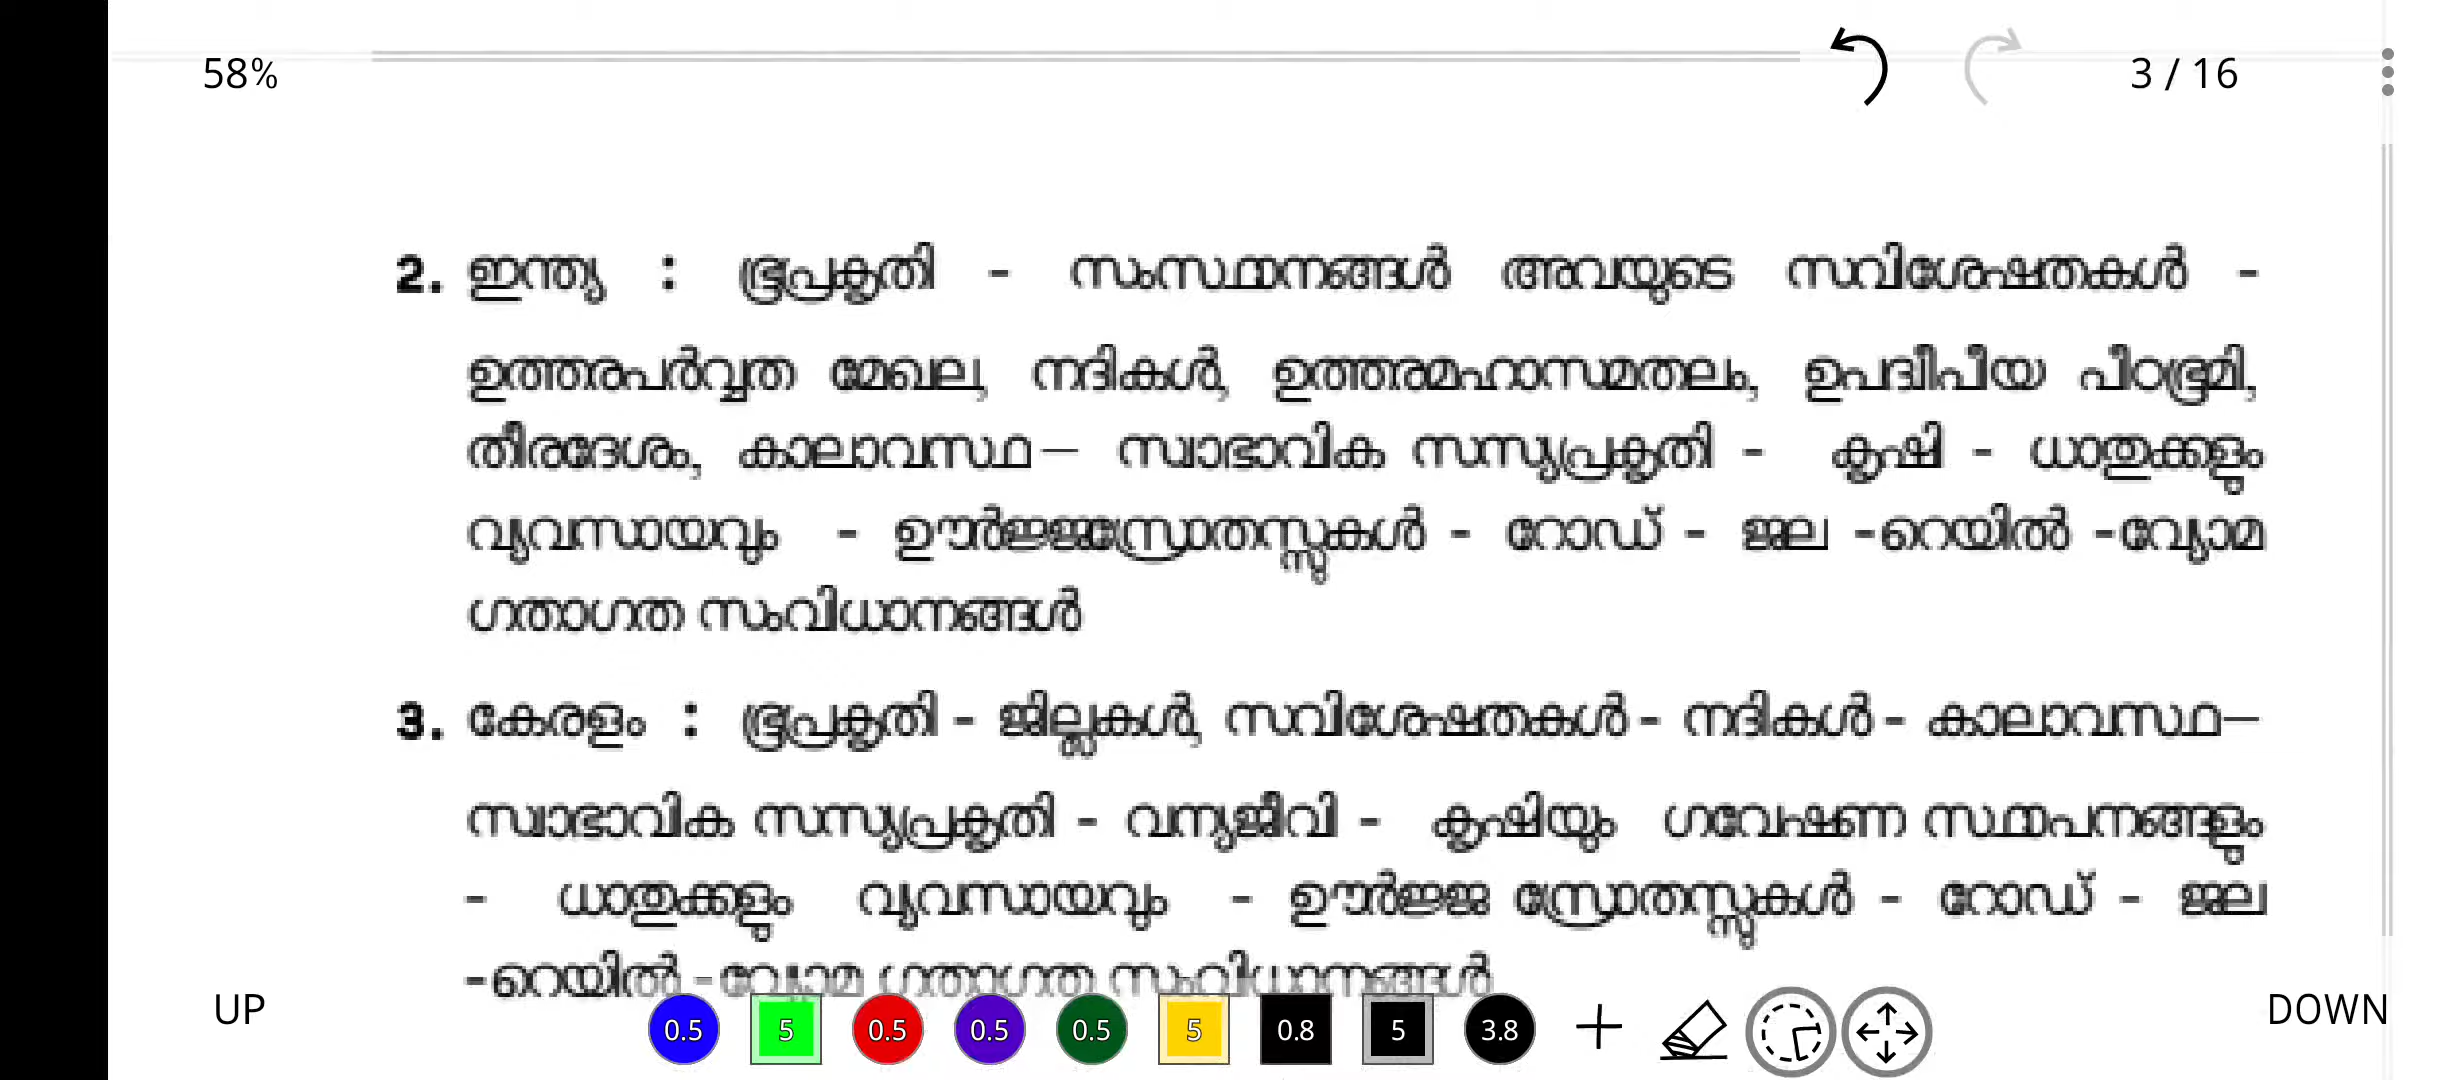 58%
3 / 16
2. ഇന്ത്യ : ഭൂപ്രകൃതി - സംസ്ഥാനങ്ങൾ അവയുടെ സവിശേഷതകൾ -
ഉത്തരപർവ്വത മേഖല, നദികൾ, ഉത്തരമഹാസമതലം, ഉപദ്വീപീയ പീഠഭൂമി,
തീരദേശം, കാലാവസ്ഥ– സ്വാഭാവിക സസ്യപ്രകൃതി - കൃഷി - ധാതുക്കളും
വ്യവസായവും - ഊർജ്ജസ്രോതസ്സുകൾ - റോഡ് - ജല -റെയിൽ -വ്യോമ
ഗതാഗത സംവിധാനങ്ങൾ
3. കേരളം : ഭൂപ്രകൃതി - ജില്ലകൾ, സവിശേഷതകൾ - നദികൾ - കാലാവസ്ഥ–
സ്വാഭാവിക സസ്യപ്രകൃതി - വന്യജീവി - കൃഷിയും ഗവേഷണ സ്ഥാപനങ്ങളും
- ധാതുക്കളും വ്യവസായവും - ഊർജ്ജ സ്രോതസ്സുകൾ - റോഡ് - ജല
-റെയിൽ -വ്യോമ ഗതാഗത സംവിധാനങ്ങൾ
UP 0.5 5 0.5 0.5 0.5 5 0.8 5 3.8 DOWN